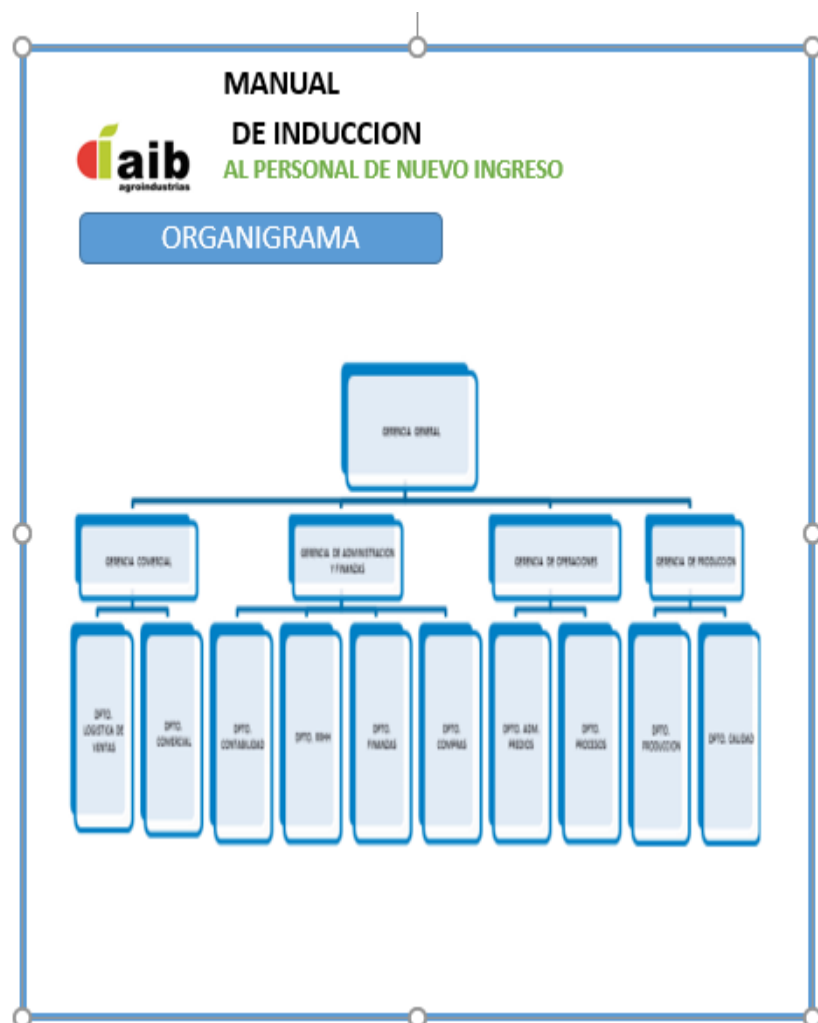 MANUAL
DE INDUCCION
aib
agroindustrias
AL PERSONAL DE NUEVO INGRESO
ORGANIGRAMA
GERENCIA GENERAL
GERENCIA COMERCIAL
GERENCIA DE ADMINISTRACION
Y FINANZAS
GERENCIA DE OPERACIONES
GERENCIA DE PRODUCCION
DPTO.
LOGISTICA DE
VENTAS
DPTO.
COMERCIAL
DPTO.
CONTABILIDAD
DPTO. RRHH
DPTO.
FINANZAS
DPTO.
COMPRAS
DPTO. ADM.
PREDIOS
DPTO.
PROCESOS
DPTO.
PRODUCCION
DPTO. CALIDAD